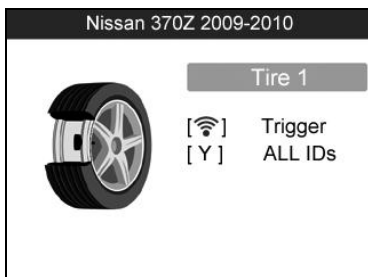 Nissan 370Z 2009-2010
Tire 1
[ ] Trigger
[ Y ] ALL IDs